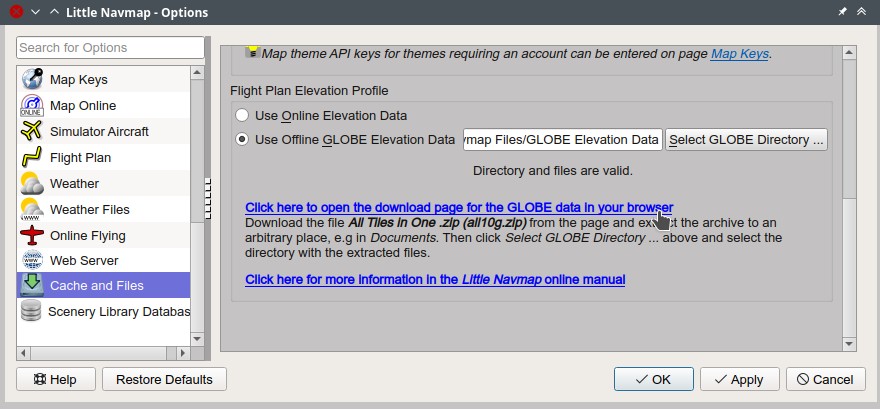 Little Navmap - Options
Search for Options
Map Keys
Map Online
Simulator Aircraft
Flight Plan
Weather
Weather Files
Online Flying
Web Server
Cache and Files
Scenery Library Databas
Map theme API keys for themes requiring an account can be entered on page Map Keys.
Flight Plan Elevation Profile
Use Online Elevation Data
Use Offline GLOBE Elevation Data
map Files/GLOBE Elevation Data
Select GLOBE Directory ...
Directory and files are valid.
Click here to open the download page for the GLOBE data in your browser
Download the file All Tiles in One .zip (all10g.zip) from the page and extract the archive to an
arbitrary place, e.g in Documents. Then click Select GLOBE Directory ... above and select the
directory with the extracted files.
Click here for more information in the Little Navmap online manual
Help
Restore Defaults
OK
Apply
Cancel